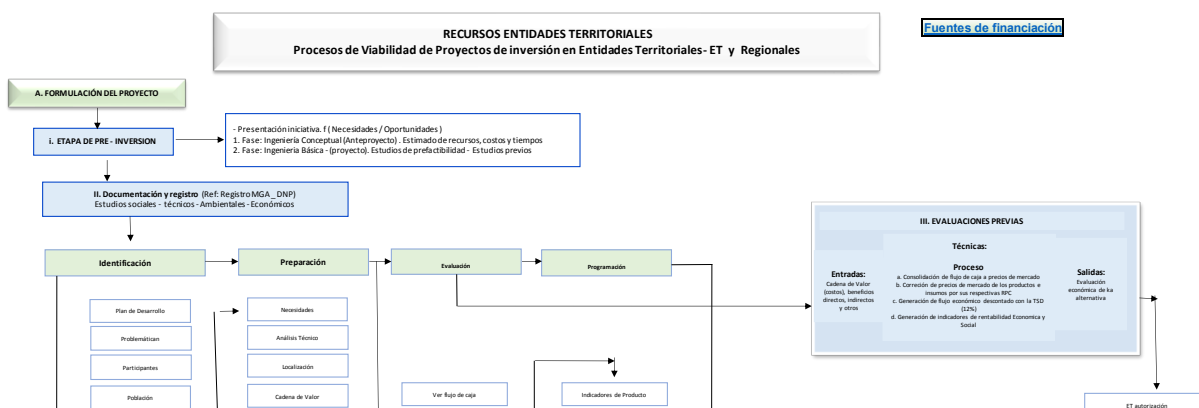 RECURSOS ENTIDADES TERRITORIALES
Procesos de Viabilidad de Proyectos de inversión en Entidades Territoriales- ET y Regionales
Fuentes de financiación
A. FORMULACIÓN DEL PROYECTO
i. ETAPA DE PRE - INVERSION
- Presentación iniciativa. f ( Necesidades / Oportunidades )
1. Fase: Ingeniería Conceptual (Anteproyecto) . Estimado de recursos, costos y tiempos
2. Fase: Ingenieria Básica - (proyecto). Estudios de prefactibilidad - Estudios previos
II. Documentación y registro (Ref: Registro MGA_ DNP)
Estudios sociales - técnicos - Ambientales - Económicos
Identificación
Preparación
Evaluación
Programación
Plan de Desarrollo
Problemátican
Participantes
Población
Necesidades
Análisis Técnico
Localización
Cadena de Valor
Ver flujo de caja
Indicadores de Producto
III. EVALUACIONES PREVIAS
Entradas:
Cadena de Valor
(costos), beneficios
directos, indirectos
y otros
Técnicas:
Proceso
a. Consolidación de flujo de caja a precios de mercado
b. Correción de precios de mercado de los productos e
insumos por sus respectivas RPC
c. Generación de flujo económico descontado con la TSD
(12%)
d. Generación de indicadores de rentabilidad Economica y
Social
Salidas:
Evaluación
económica de ka
alternativa
ET autorización